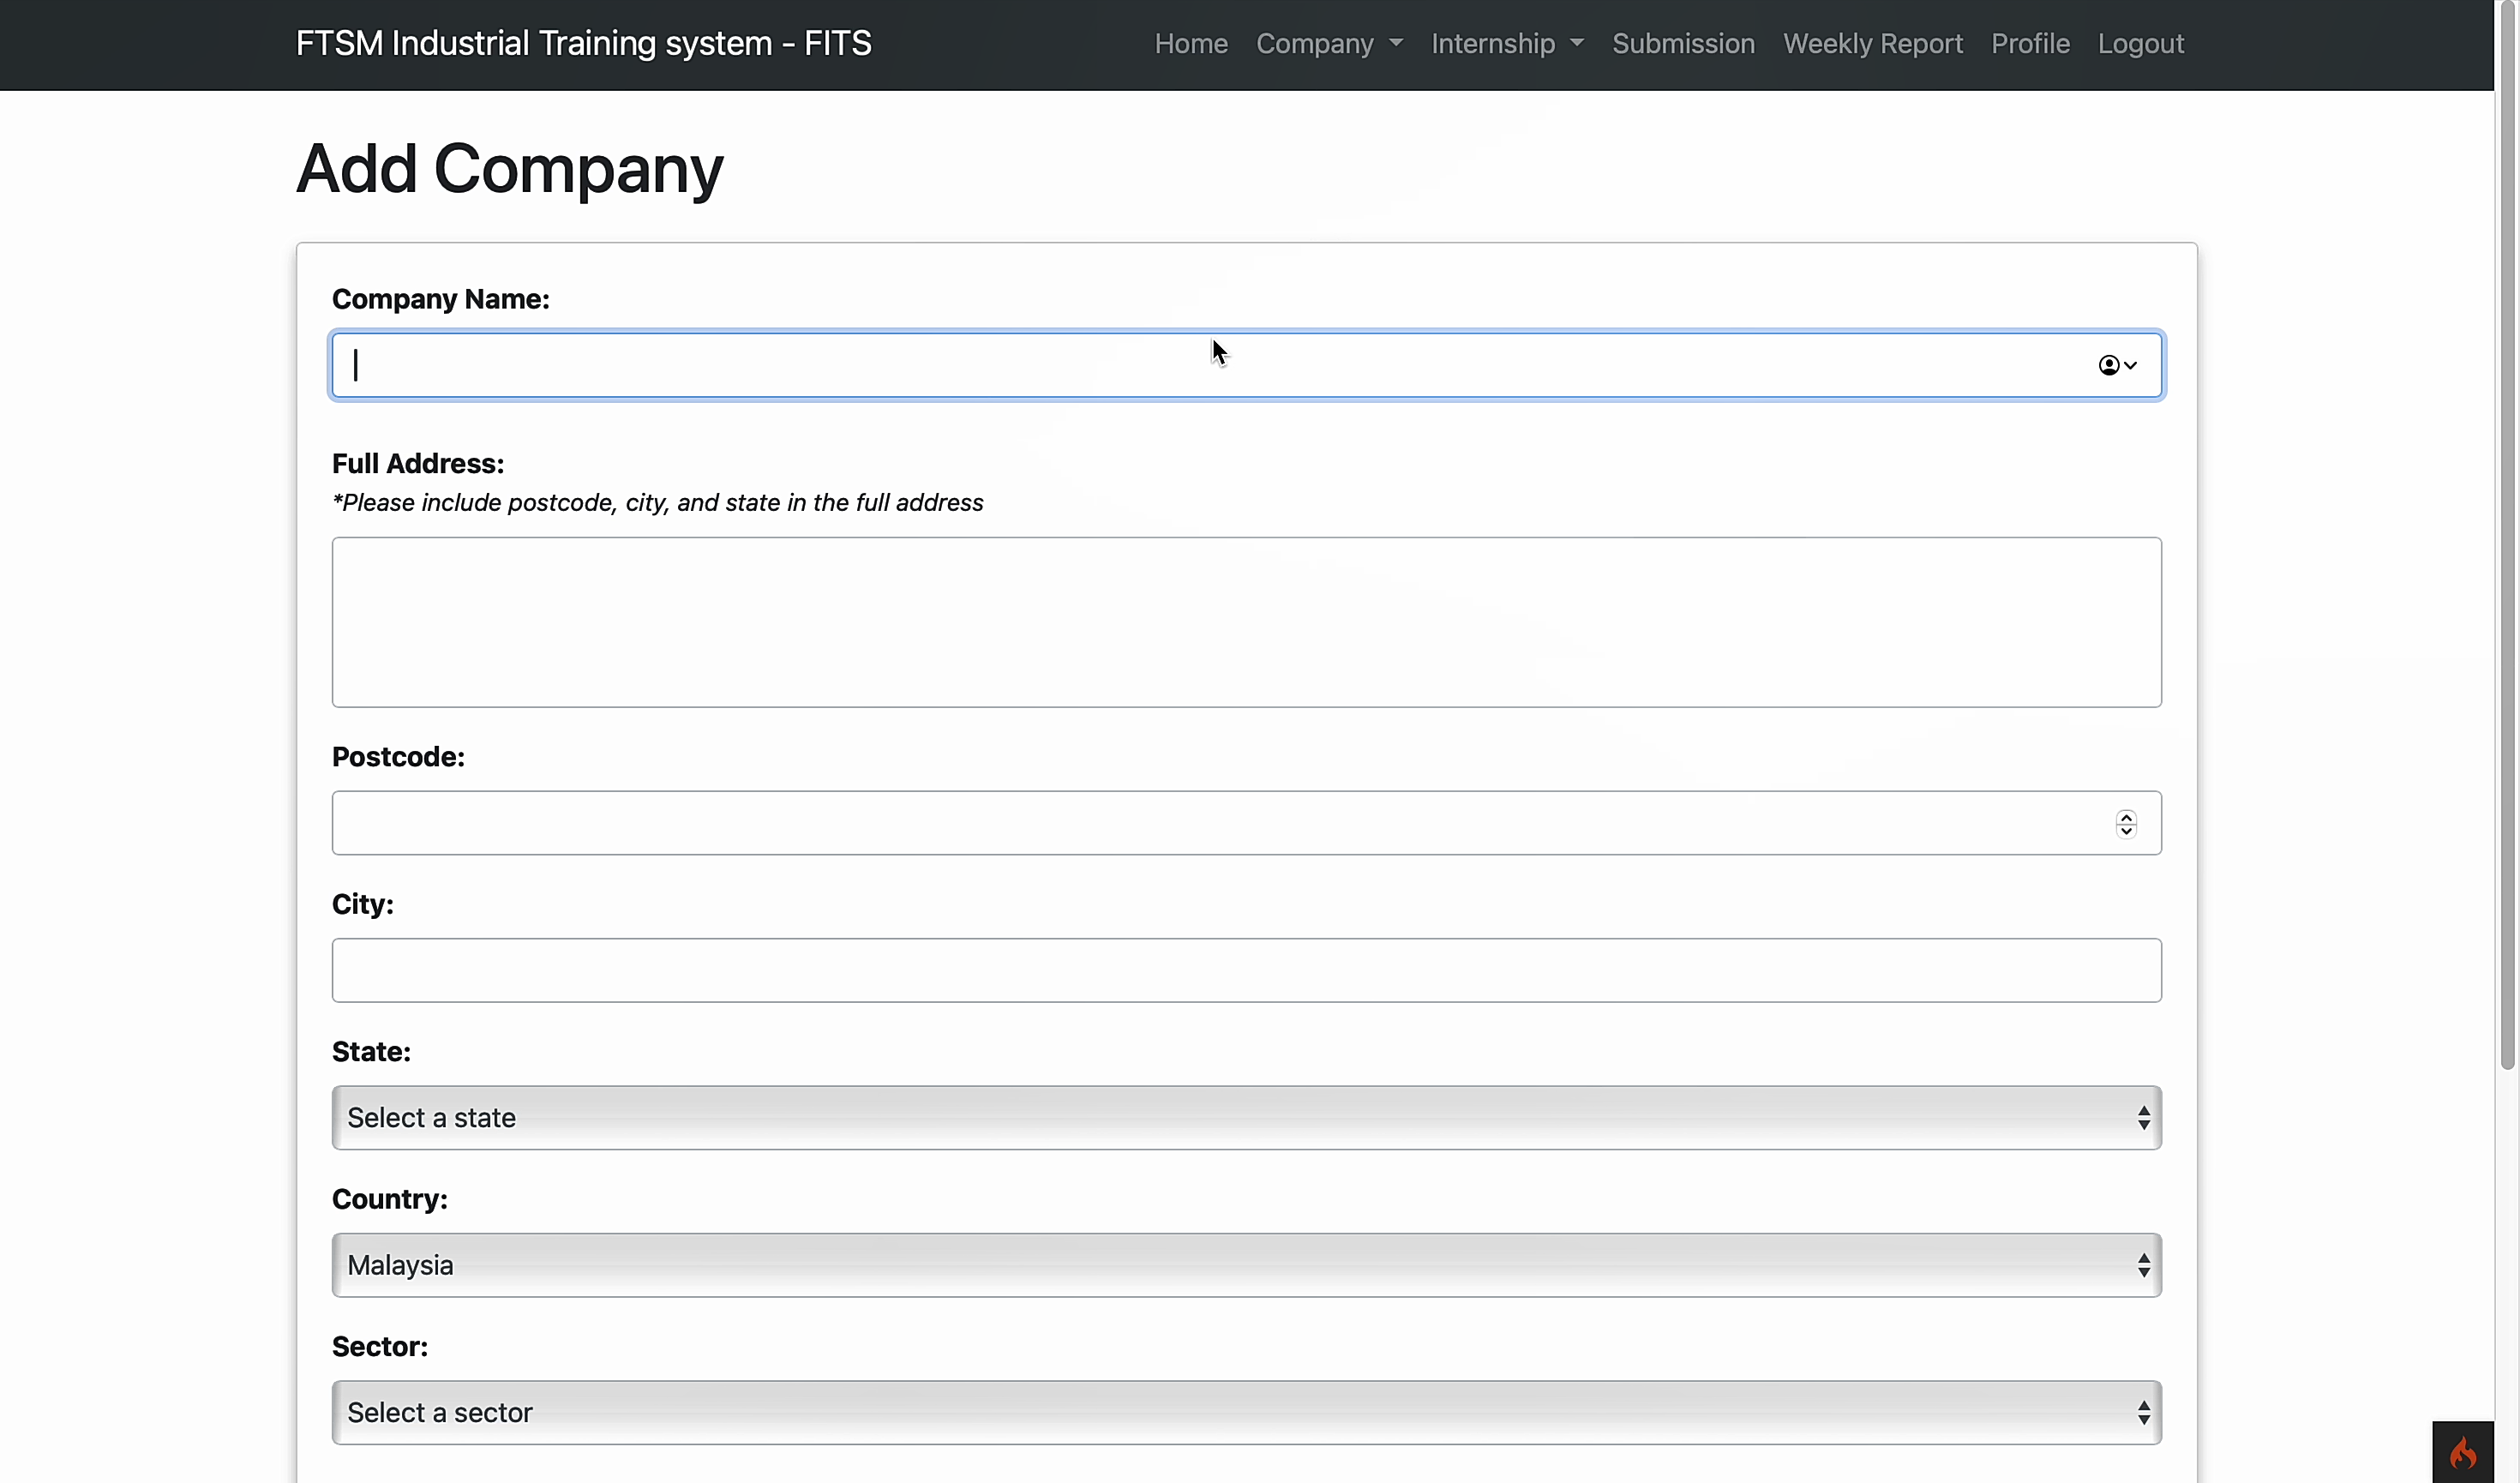 FTSM Industrial Training system - FITS
Home Company Internship Submission Weekly Report Profile Logout
Add Company
Company Name:
Full Address:
*Please include postcode, city, and state in the full address
Postcode:
City:
State:
Select a state
Country:
Malaysia
Sector:
Select a sector